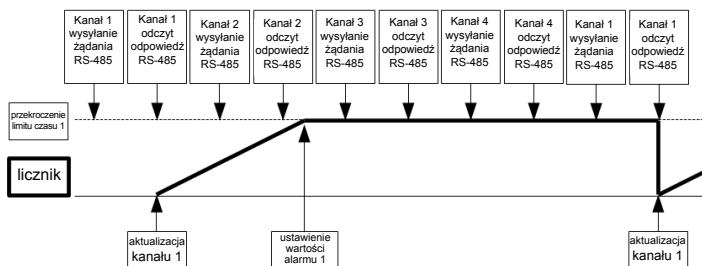 Kanał 1
wysyłanie
żądania
RS-485
Kanał 1
odczyt
odpowiedź
RS-485
Kanał 2
wysyłanie
żądania
RS-485
Kanał 2
odczyt
odpowiedź
RS-485
Kanał 3
wysyłanie
żądania
RS-485
Kanał 3
odczyt
odpowiedź
RS-485
Kanał 4
wysyłanie
żądania
RS-485
Kanał 4
odczyt
odpowiedź
RS-485
Kanał 1
wysyłanie
żądania
RS-485
Kanał 1
odczyt
odpowiedź
RS-485
przekroczenie
limitu czasu 1
licznik
aktualizacja
kanału 1
ustawienie
wartości
alarmu 1
aktualizacja
kanału 1